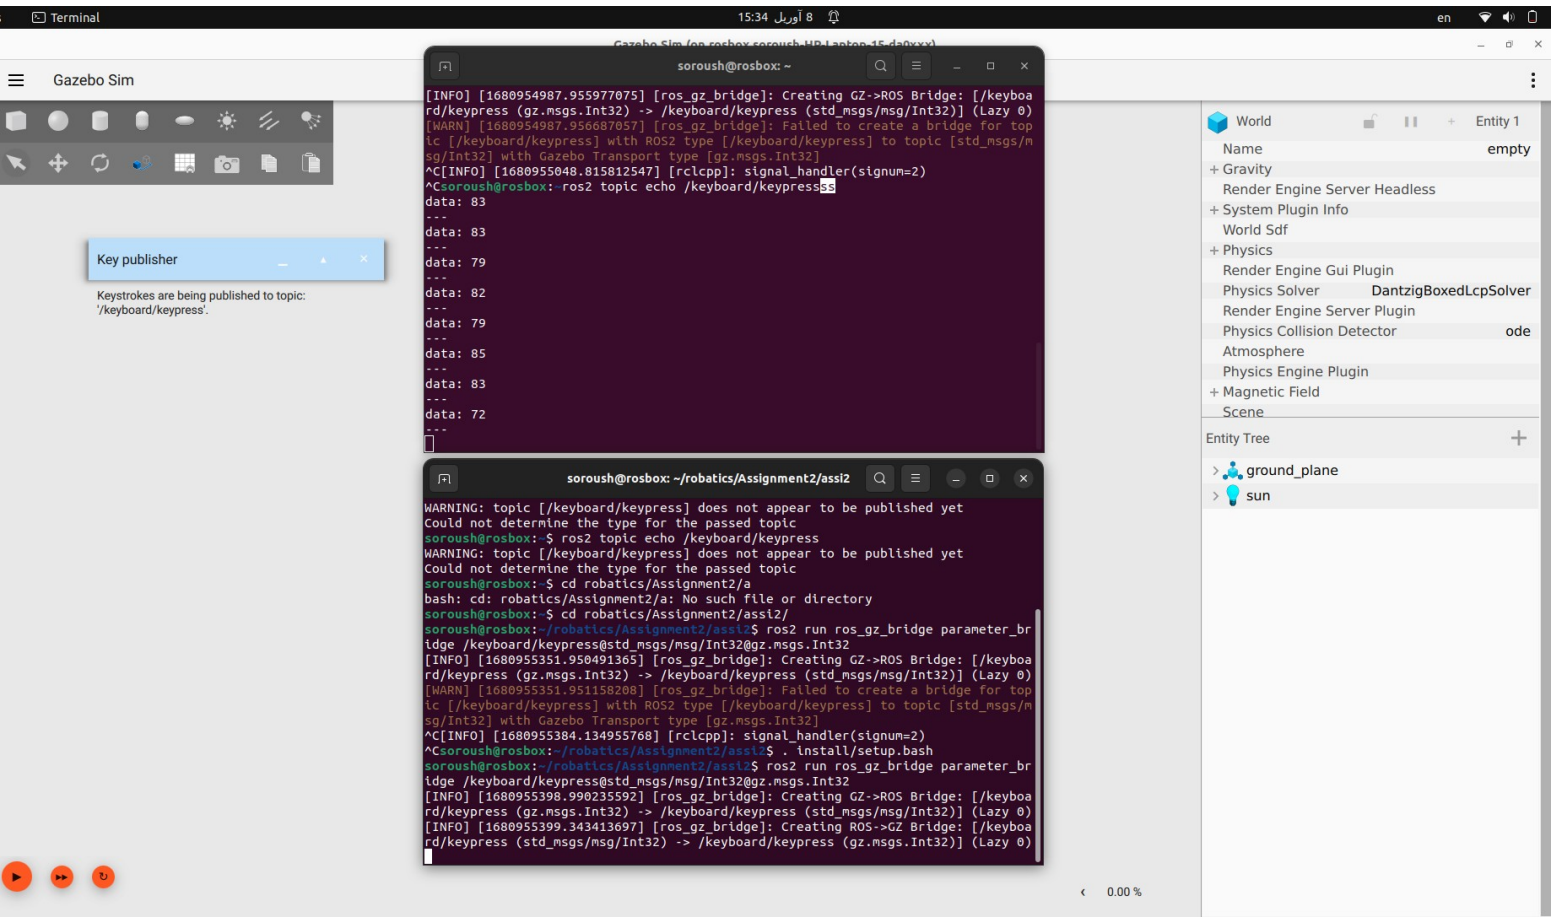 Terminal
8 آوریل 15:34
en
Gazebo Sim (on rosbox.soroush-HP-Laptop-15-da0xxx)
Gazebo Sim
Key publisher
Keystrokes are being published to topic:
'/keyboard/keypress'.
soroush@rosbox: ~
[INFO] [1680954987.955977075] [ros_gz_bridge]: Creating GZ->ROS Bridge: [/keyboa
rd/keypress (gz.msgs.Int32) -> /keyboard/keypress (std_msgs/msg/Int32)] (Lazy 0)
[WARN] [1680954987.956687057] [ros_gz_bridge]: Failed to create a bridge for top
ic [/keyboard/keypress] with ROS2 type [/keyboard/keypress] to topic [std_msgs/m
sg/Int32] with Gazebo Transport type [gz.msgs.Int32]
^C[INFO] [1680955048.815812547] [rclcpp]: signal_handler(signum=2)
^Csoroush@rosbox:~ros2 topic echo /keyboard/keypressss
data: 83
---
data: 83
---
data: 79
---
data: 82
---
data: 79
---
data: 85
---
data: 83
---
data: 72
---
soroush@rosbox: ~/robatics/Assignment2/assi2
WARNING: topic [/keyboard/keypress] does not appear to be published yet
Could not determine the type for the passed topic
soroush@rosbox:~$ ros2 topic echo /keyboard/keypress
WARNING: topic [/keyboard/keypress] does not appear to be published yet
Could not determine the type for the passed topic
soroush@rosbox:~$ cd robatics/Assignment2/a
bash: cd: robatics/Assignment2/a: No such file or directory
soroush@rosbox:~$ cd robatics/Assignment2/assi2/
soroush@rosbox:~/robatics/Assignment2/assi2$ ros2 run ros_gz_bridge parameter_br
idge /keyboard/keypress@std_msgs/msg/Int32@gz.msgs.Int32
[INFO] [1680955351.950491365] [ros_gz_bridge]: Creating GZ->ROS Bridge: [/keyboa
rd/keypress (gz.msgs.Int32) -> /keyboard/keypress (std_msgs/msg/Int32)] (Lazy 0)
[WARN] [1680955351.951158208] [ros_gz_bridge]: Failed to create a bridge for top
ic [/keyboard/keypress] with ROS2 type [/keyboard/keypress] to topic [std_msgs/m
sg/Int32] with Gazebo Transport type [gz.msgs.Int32]
^C[INFO] [1680955384.134955768] [rclcpp]: signal_handler(signum=2)
^Csoroush@rosbox:~/robatics/Assignment2/assi2$ . install/setup.bash
soroush@rosbox:~/robatics/Assignment2/assi2$ ros2 run ros_gz_bridge parameter_br
idge /keyboard/keypress@std_msgs/msg/Int32@gz.msgs.Int32
[INFO] [1680955398.990235592] [ros_gz_bridge]: Creating GZ->ROS Bridge: [/keyboa
rd/keypress (gz.msgs.Int32) -> /keyboard/keypress (std_msgs/msg/Int32)] (Lazy 0)
[INFO] [1680955399.343413697] [ros_gz_bridge]: Creating ROS->GZ Bridge: [/keyboa
rd/keypress (std_msgs/msg/Int32) -> /keyboard/keypress (gz.msgs.Int32)] (Lazy 0)
0.00 %
World Entity 1
Name empty
+ Gravity
Render Engine Server Headless
+ System Plugin Info
World Sdf
+ Physics
Render Engine Gui Plugin
Physics Solver DantzigBoxedLcpSolver
Render Engine Server Plugin
Physics Collision Detector ode
Atmosphere
Physics Engine Plugin
+ Magnetic Field
Scene
Entity Tree
ground_plane
sun